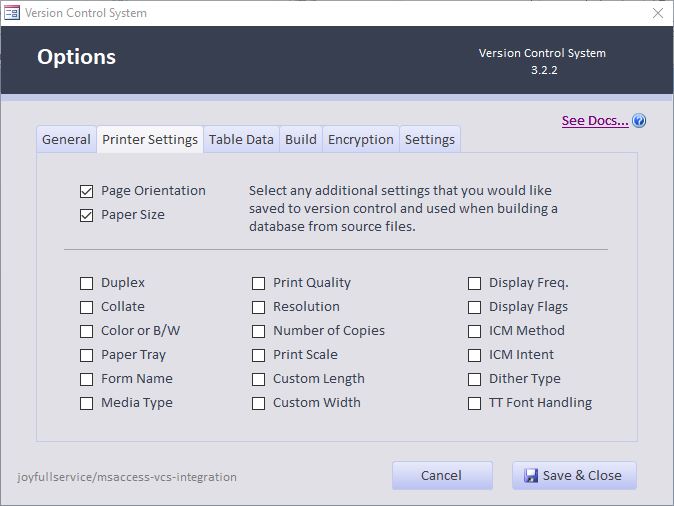 Version Control System
Options
Version Control System
3.2.2
See Docs...
General Printer Settings Table Data Build Encryption Settings
Page Orientation
Paper Size
Select any additional settings that you would like
saved to version control and used when building a
database from source files.
Duplex Print Quality Display Freq.
Collate Resolution Display Flags
Color or B/W Number of Copies ICM Method
Paper Tray Print Scale ICM Intent
Form Name Custom Length Dither Type
Media Type Custom Width TT Font Handling
joyfullservice/msaccess-vcs-integration
Cancel
Save & Close